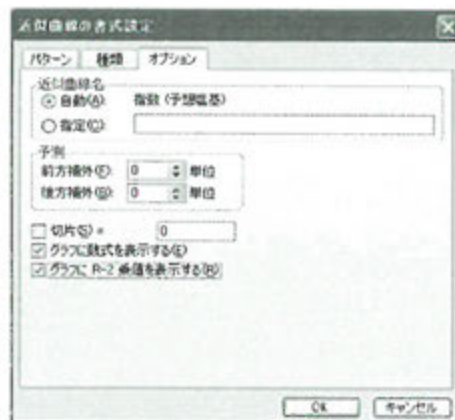 近似曲線の書式設定
パターン 種類 オプション
近似曲線名
自動(A): 指数 (予想臨基)
指定(C):
予測
前方補外(F): 0 単位
後方補外(B): 0 単位
切片(S) = 0
グラフに数式を表示する(E)
グラフに R-2 乗値を表示する(R)
OK キャンセル